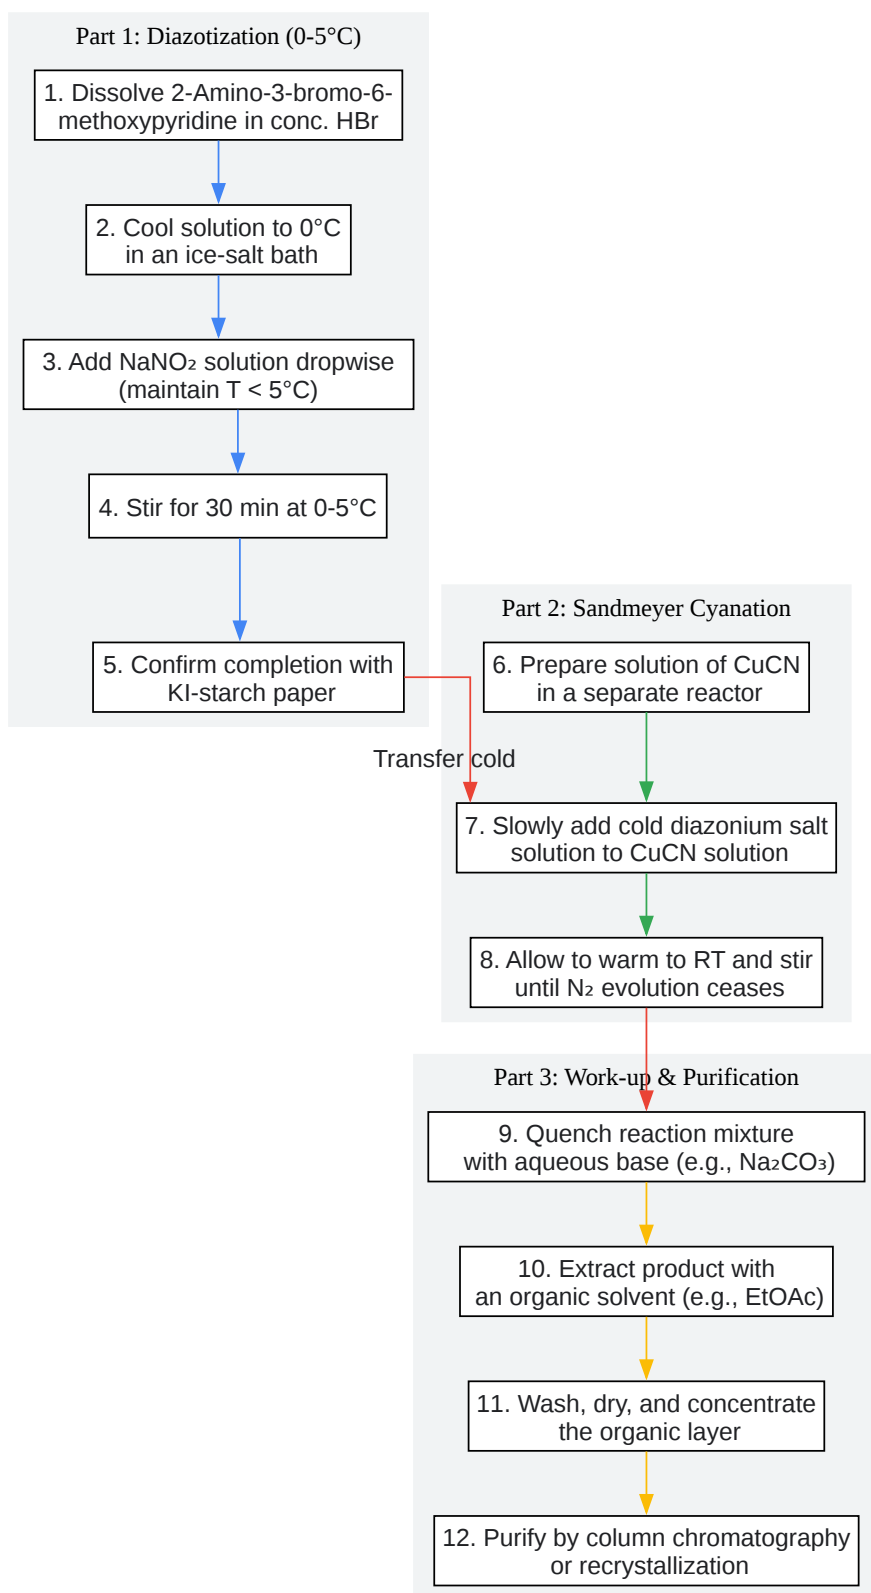 Part 1: Diazotization (0-5°C)
1. Dissolve 2-Amino-3-bromo-6-
methoxypyridine in conc. HBr
2. Cool solution to 0°C
in an ice-salt bath
3. Add NaNO₂ solution dropwise
(maintain T < 5°C)
4. Stir for 30 min at 0-5°C
5. Confirm completion with
KI-starch paper
Transfer cold
Part 2: Sandmeyer Cyanation
6. Prepare solution of CuCN
in a separate reactor
7. Slowly add cold diazonium salt
solution to CuCN solution
8. Allow to warm to RT and stir
until N₂ evolution ceases
Part 3: Work-up & Purification
9. Quench reaction mixture
with aqueous base (e.g., Na₂CO₃)
10. Extract product with
an organic solvent (e.g., EtOAc)
11. Wash, dry, and concentrate
the organic layer
12. Purify by column chromatography
or recrystallization